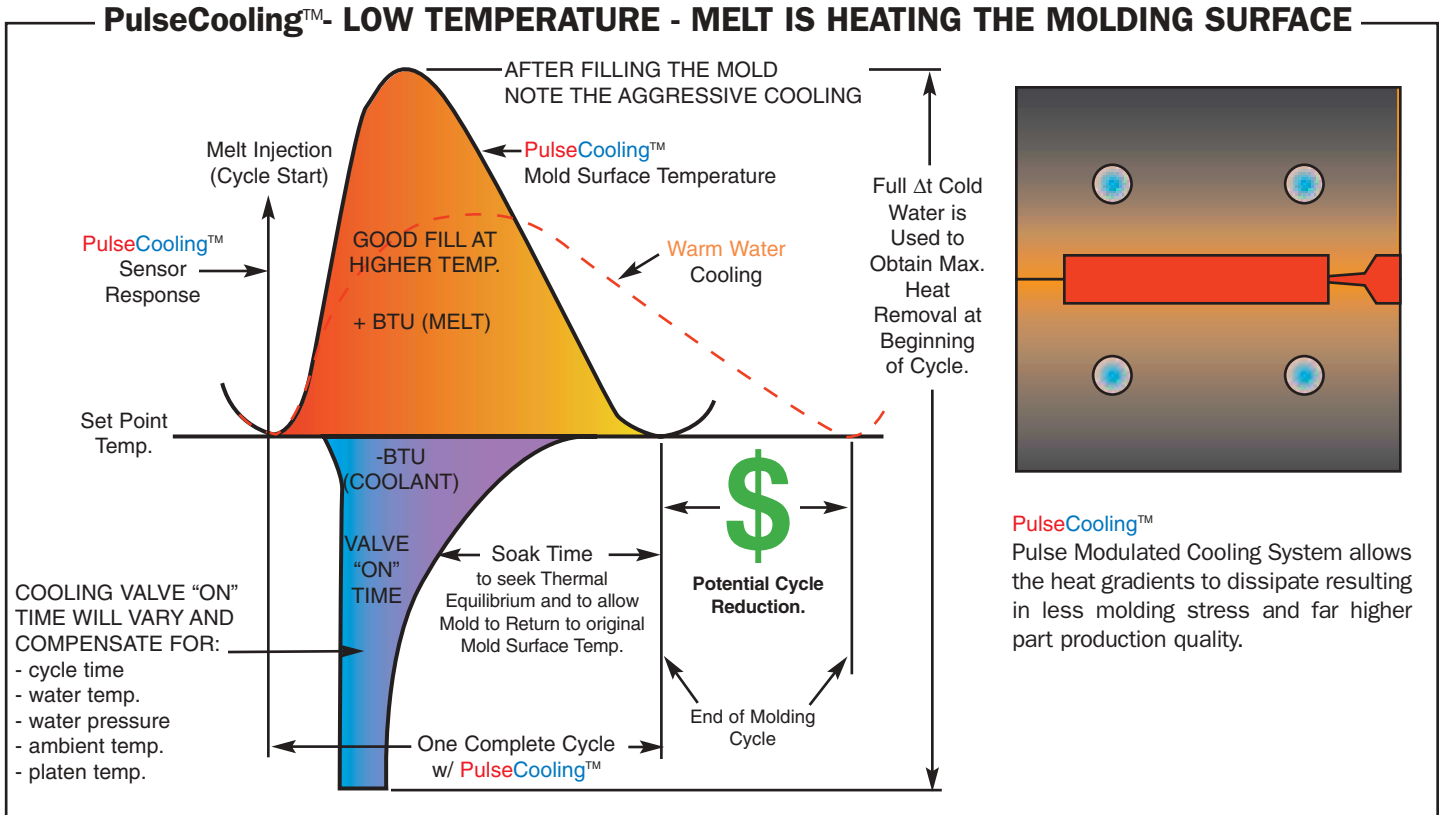 PulseCooling™- LOW TEMPERATURE - MELT IS HEATING THE MOLDING SURFACE
AFTER FILLING THE MOLD
NOTE THE AGGRESSIVE COOLING
Melt Injection
(Cycle Start)
PulseCooling™
Mold Surface Temperature
PulseCooling™
Sensor
Response
GOOD FILL AT
HIGHER TEMP.
+ BTU (MELT)
Warm Water
Cooling
Full Δt Cold
Water is
Used to
Obtain Max.
Heat
Removal at
Beginning
of Cycle.
Set Point
Temp.
-BTU
(COOLANT)
VALVE
“ON”
TIME
Soak Time
to seek Thermal
Equilibrium and to allow
Mold to Return to original
Mold Surface Temp.
$
Potential Cycle
Reduction.
COOLING VALVE “ON”
TIME WILL VARY AND
COMPENSATE FOR:
- cycle time
- water temp.
- water pressure
- ambient temp.
- platen temp.
End of Molding
Cycle
One Complete Cycle
w/ PulseCooling™
PulseCooling™
Pulse Modulated Cooling System allows
the heat gradients to dissipate resulting
in less molding stress and far higher
part production quality.